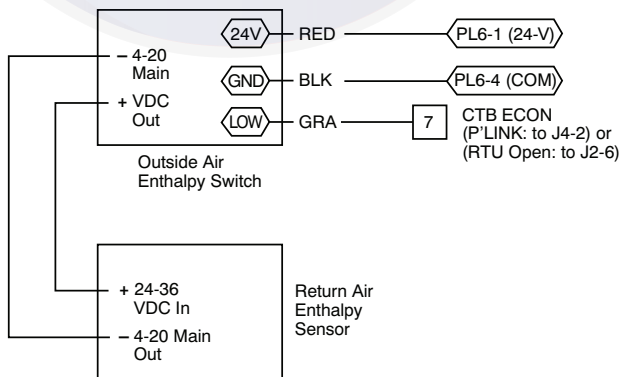 24V RED PL6-1 (24-V)
– 4-20
Main
GND BLK PL6-4 (COM)
+ VDC
Out
LOW GRA 7 CTB ECON
(P'LINK: to J4-2) or
(RTU Open: to J2-6)
Outside Air
Enthalpy Switch
+ 24-36
VDC In
– 4-20 Main
Out
Return Air
Enthalpy
Sensor